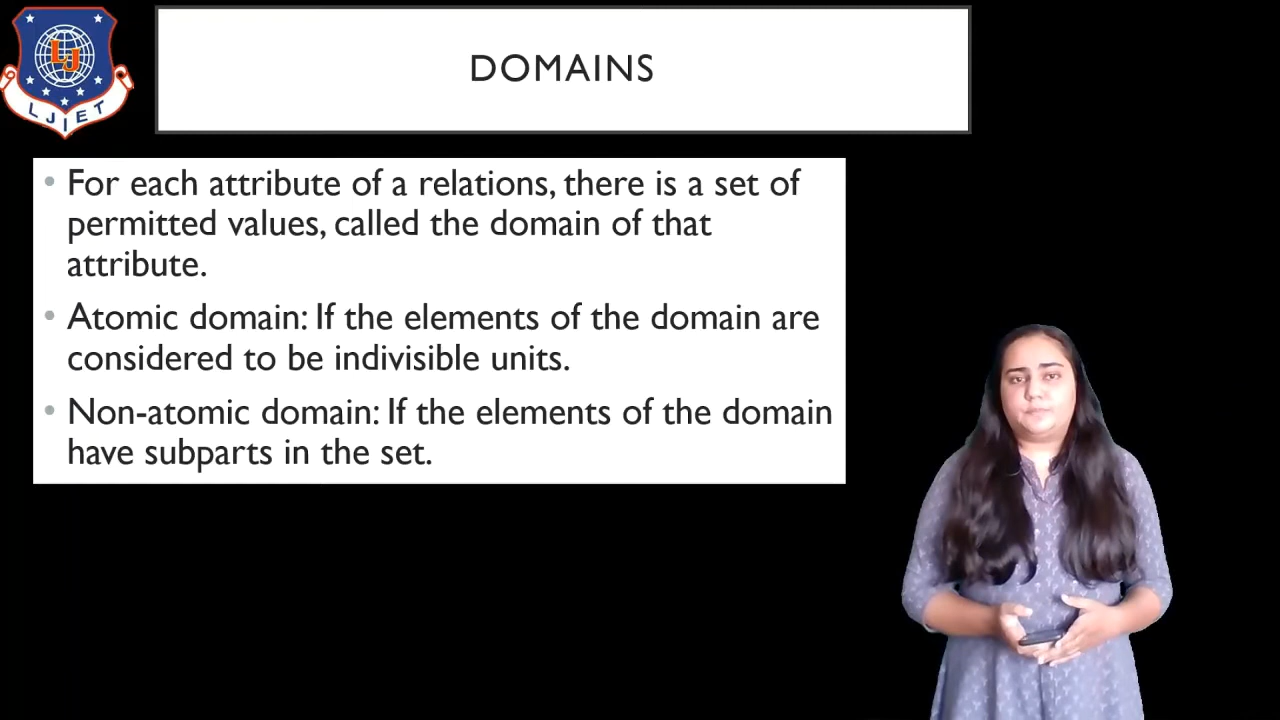 LJ
LJIET
DOMAINS
• For each attribute of a relations, there is a set of
permitted values, called the domain of that
attribute.
• Atomic domain: If the elements of the domain are
considered to be indivisible units.
• Non-atomic domain: If the elements of the domain
have subparts in the set.